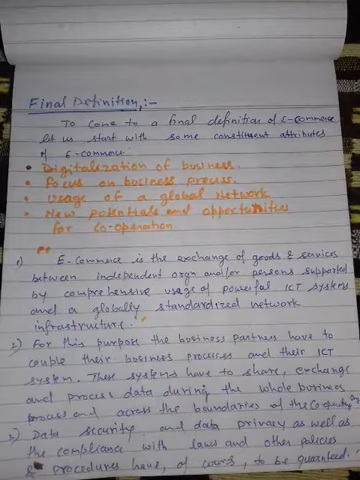 Final Definition,:-
To Come to a final definition of E-Commerce
let us start with some constituent attributes
of E-commerce.
• Digitalization of business.
• Focus on business process.
• Usage of a global Network
• New potentials and opportunities
for Co-operation.
1) E-Commerce is the exchange of goods & services
between independent orgn and/or persons supported
by comprehensive usage of powerful ICT systems
and a globally standardized network
infrastructure."
2) For this purpose the business partners have to
couple their business processes and their ICT
system. These systems have to share, exchange
and process data during the whole business
process and across the boundaries of the
3) Data security and data privacy as well as
the compliance with laws and other policies
& procedures have, of course, to be guaranteed.